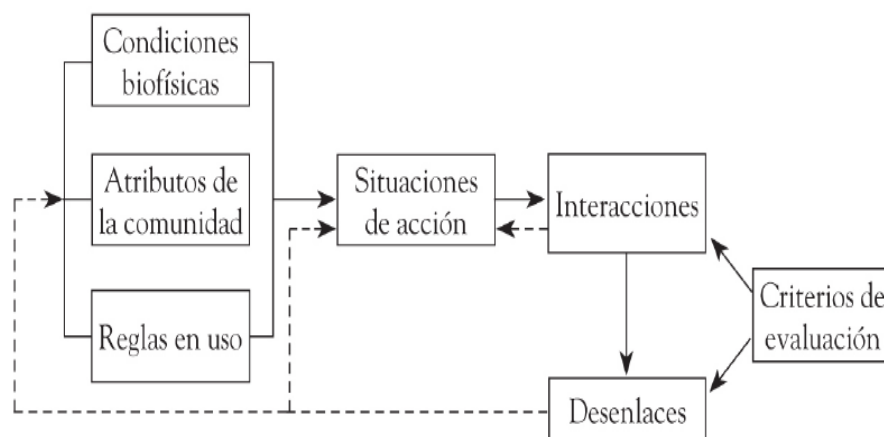 Condiciones
biofísicas
Atributos de
la comunidad
Reglas en uso
Situaciones
de acción
Interacciones
Desenlaces
Criterios de
evaluación